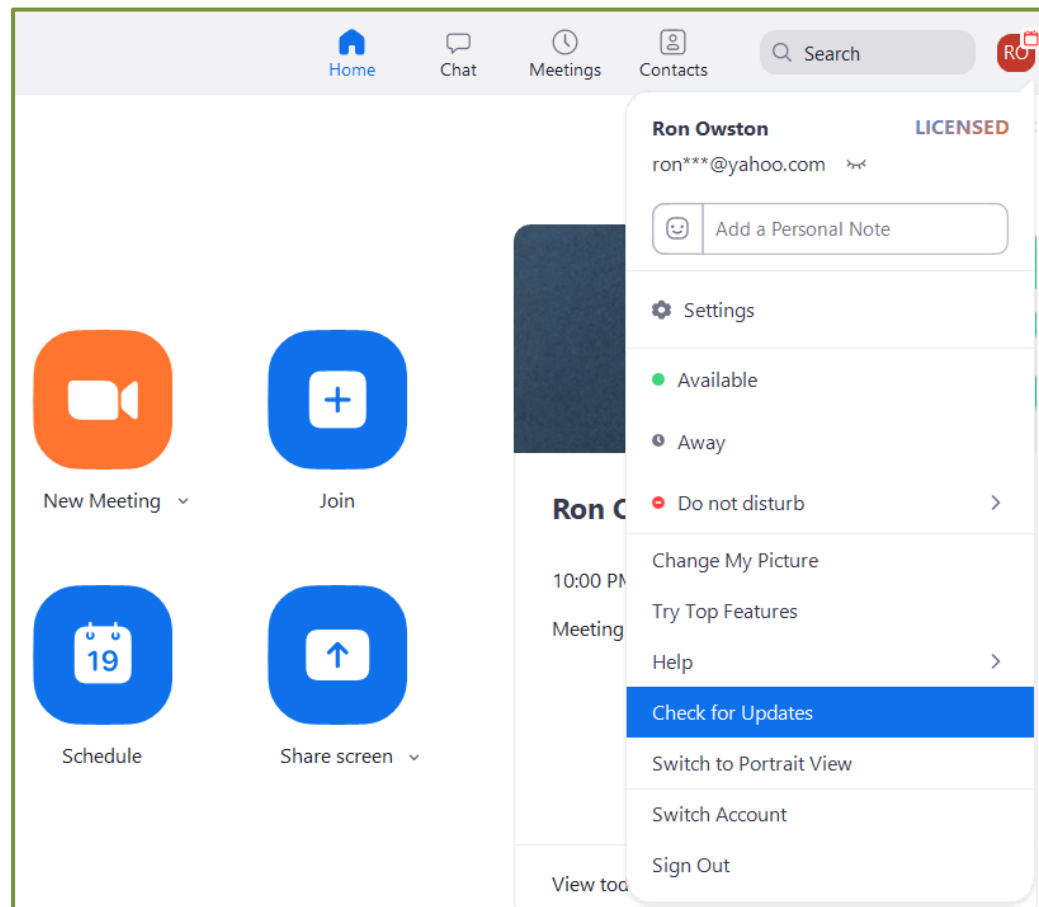 Home
Chat
Meetings
Contacts
Search
RO
Ron Owston
LICENSED
ron***@yahoo.com
Add a Personal Note
Settings
Available
Away
Do not disturb
Change My Picture
Try Top Features
Help
Check for Updates
Switch to Portrait View
Switch Account
Sign Out
New Meeting
Join
19
Schedule
Share screen
Ron
10:00
Meeting
View